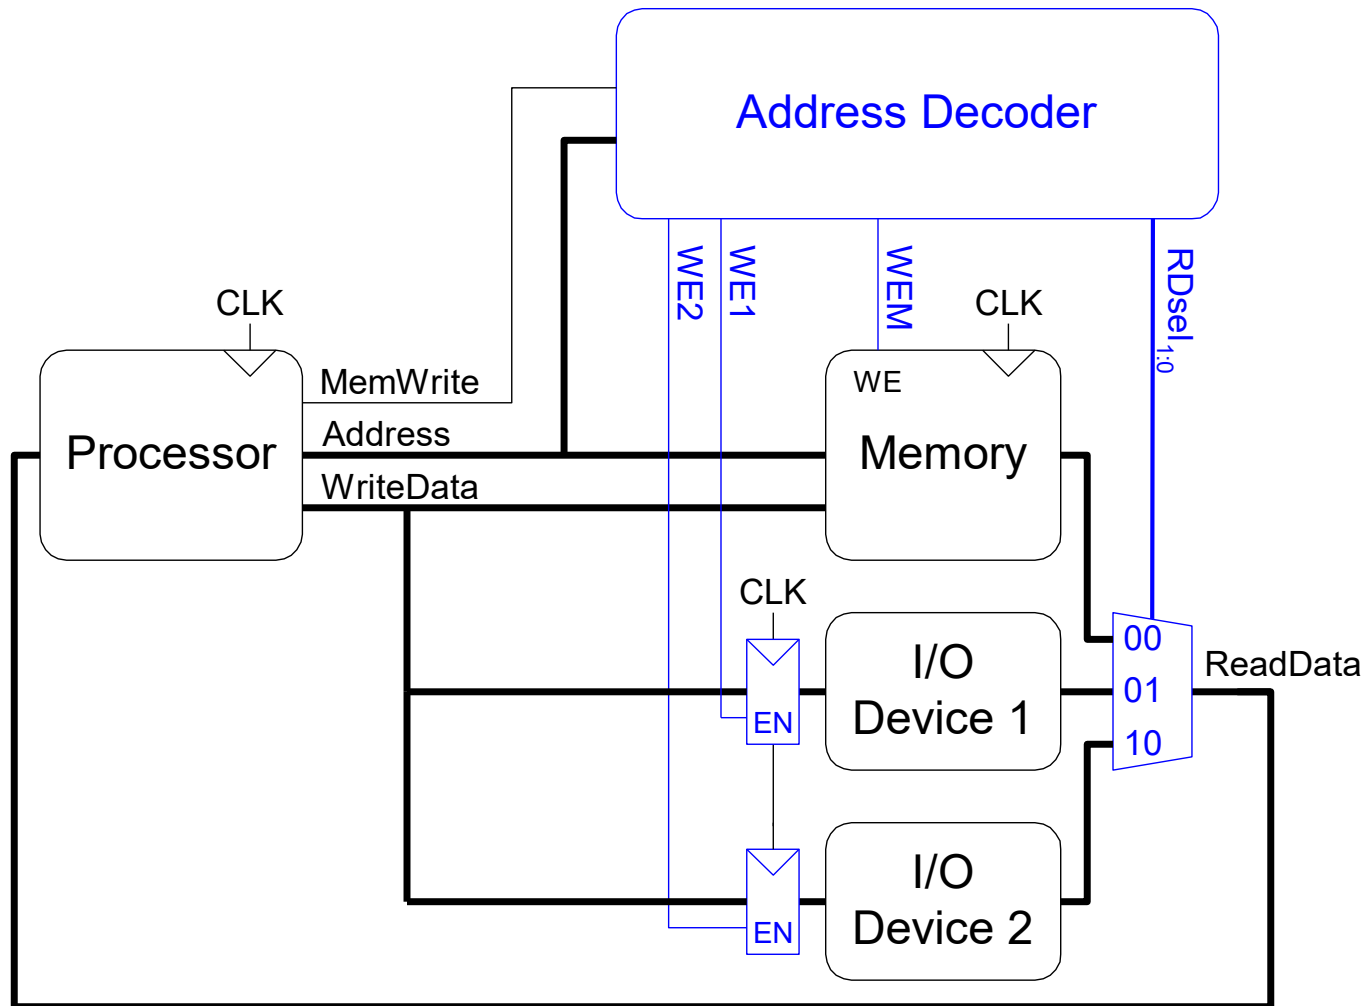 Address Decoder
WE2
WE1
WEM
RDsel1:0
CLK
CLK
MemWrite
WE
Processor
Address
Memory
WriteData
CLK
00
I/O
Device 1
ReadData
01
EN
10
I/O
Device 2
EN